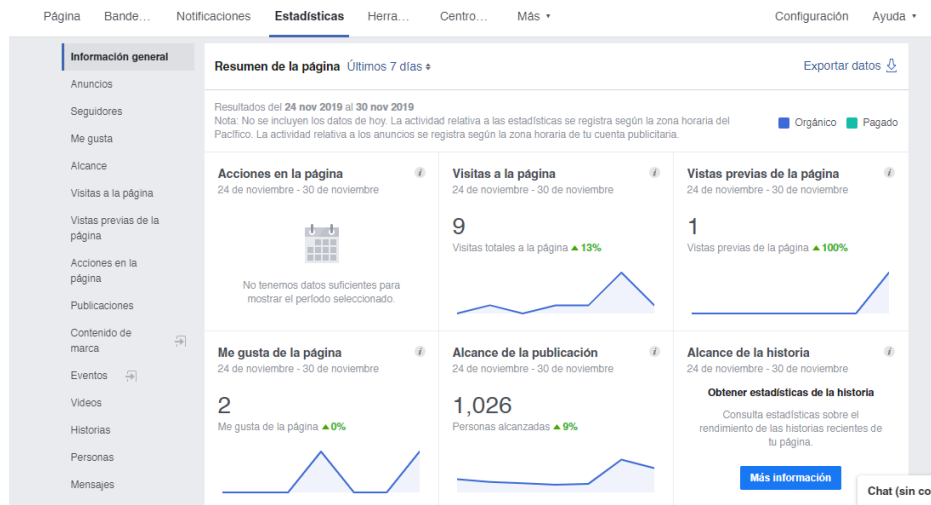 Página Bande… Notificaciones Estadísticas Herra… Centro… Más Configuración Ayuda
Información general
Anuncios
Seguidores
Me gusta
Alcance
Visitas a la página
Vistas previas de la
página
Acciones en la
página
Publicaciones
Contenido de
marca
Eventos
Videos
Historias
Personas
Mensajes
Resumen de la página Últimos 7 días
Exportar datos
Resultados del 24 nov 2019 al 30 nov 2019
Nota: No se incluyen los datos de hoy. La actividad relativa a las estadísticas se registra según la zona horaria del
Pacífico. La actividad relativa a los anuncios se registra según la zona horaria de tu cuenta publicitaria.
Orgánico Pagado
Acciones en la página
24 de noviembre - 30 de noviembre
No tenemos datos suficientes para
mostrar el período seleccionado.
Visitas a la página
24 de noviembre - 30 de noviembre
9
Visitas totales a la página ▲ 13%
Vistas previas de la página
24 de noviembre - 30 de noviembre
1
Vistas previas de la página ▲ 100%
Me gusta de la página
24 de noviembre - 30 de noviembre
2
Me gusta de la página ▲ 0%
Alcance de la publicación
24 de noviembre - 30 de noviembre
1,026
Personas alcanzadas ▲ 9%
Alcance de la historia
24 de noviembre - 30 de noviembre
Obtener estadísticas de la historia
Consulta estadísticas sobre el
rendimiento de las historias recientes de
tu página.
Más información
Chat (sin co